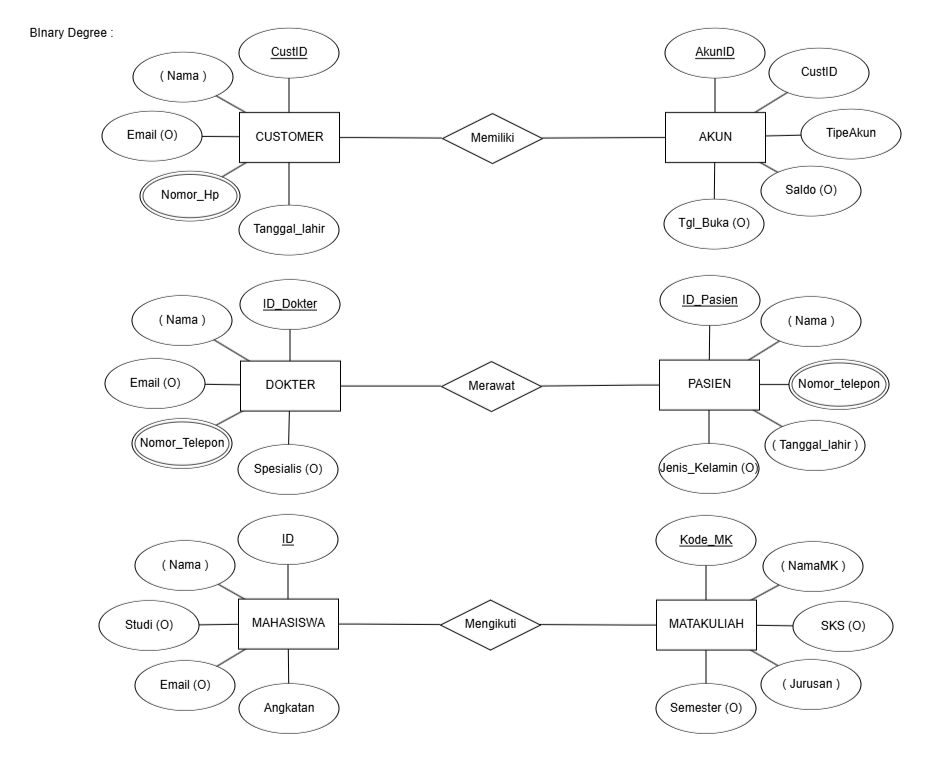 BInary Degree :
CustID
( Nama )
Email (O)
CUSTOMER
Nomor_Hp
Tanggal_lahir
Memiliki
AkunID
CustID
AKUN
TipeAkun
Saldo (O)
Tgl_Buka (O)
ID_Dokter
( Nama )
Email (O)
DOKTER
Nomor_Telepon
Spesialis (O)
Merawat
ID_Pasien
( Nama )
PASIEN
Nomor_telepon
( Tanggal_lahir )
Jenis_Kelamin (O)
ID
( Nama )
Studi (O)
MAHASISWA
Email (O)
Angkatan
Mengikuti
Kode_MK
( NamaMK )
MATAKULIAH
SKS (O)
( Jurusan )
Semester (O)